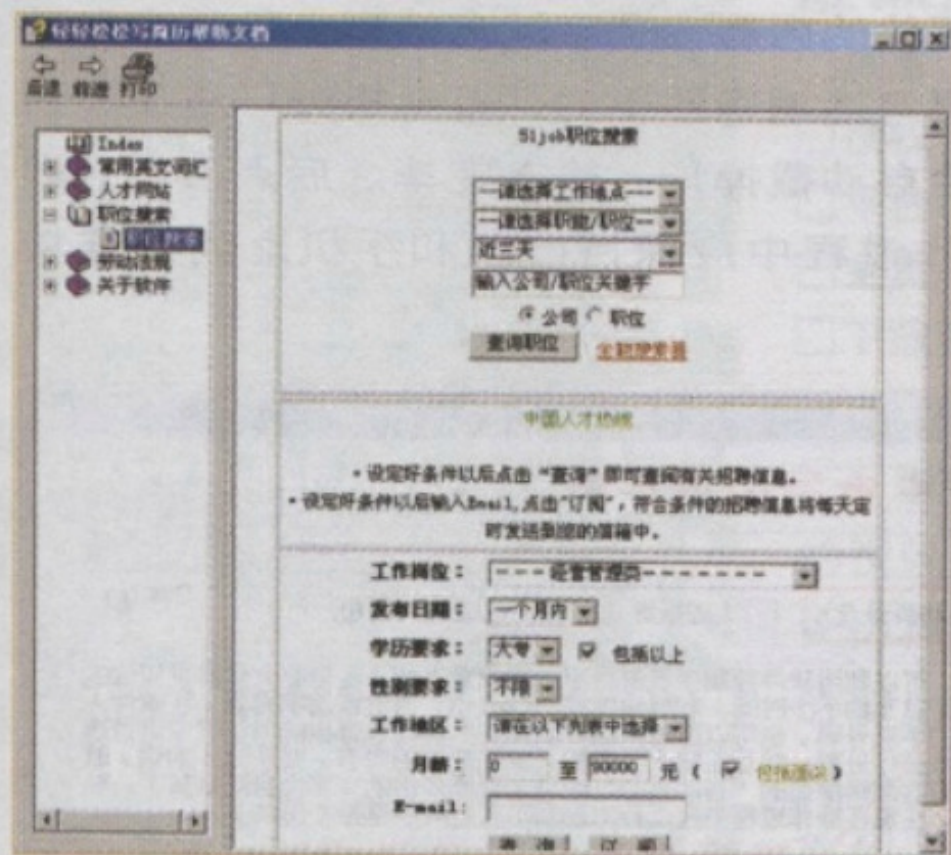 轻轻松松写简历帮助文档
后退 前进 打印
Index
常用英文词汇
人才网站
职位搜索
职位搜索
劳动法规
关于软件
51job职位搜索
---请选择工作地点---
---请选择职能/职位--
近三天
输入公司/职位关键字
公司 职位
查询职位 全新搜索器
中国人才热线
·设定好条件以后点击“查询”即可查阅有关招聘信息。
·设定好条件以后输入Email,点击"订阅",符合条件的招聘信息将每天定
时发送到您的信箱中。
工作岗位: ---经营管理类-------
发布日期: 一个月内
学历要求: 大专 包括以上
性别要求: 不限
工作地区: 请在以下列表中选择
月薪: 0 至 90000 元 ( 包括面谈 )
E-mail:
查 询 订 阅